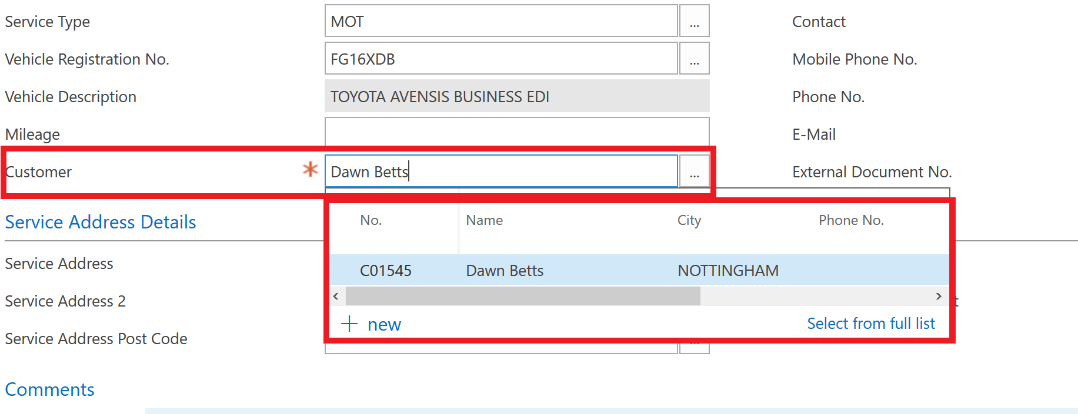 Service Type MOT ... Contact
Vehicle Registration No. FG16XDB ... Mobile Phone No.
Vehicle Description TOYOTA AVENSIS BUSINESS EDI Phone No.
Mileage E-Mail
Customer * Dawn Betts ... External Document No.
Service Address Details
No. Name City Phone No.
Service Address
C01545 Dawn Betts NOTTINGHAM
Service Address 2
+ new Select from full list
Service Address Post Code ...
Comments